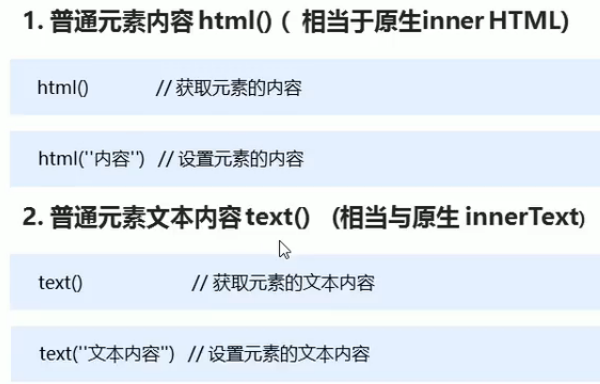 1. 普通元素内容 html()（ 相当于原生inner HTML)
html() // 获取元素的内容
html(''内容'') // 设置元素的内容
2. 普通元素文本内容 text() (相当与原生 innerText)
text() // 获取元素的文本内容
text(''文本内容'') // 设置元素的文本内容